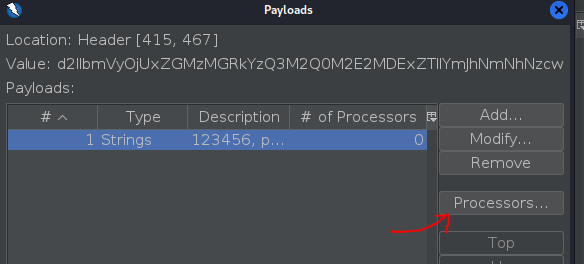 Payloads
Location: Header [415, 467]
Value: d2llbmVyOjUxZGMzMGRkYzQ3M2Q0M2E2MDExZTllYmJhNmNhNzcw
Payloads:
# Type Description # of Processors
1 Strings 123456, p... 0
Add...
Modify...
Remove
Processors...
Top